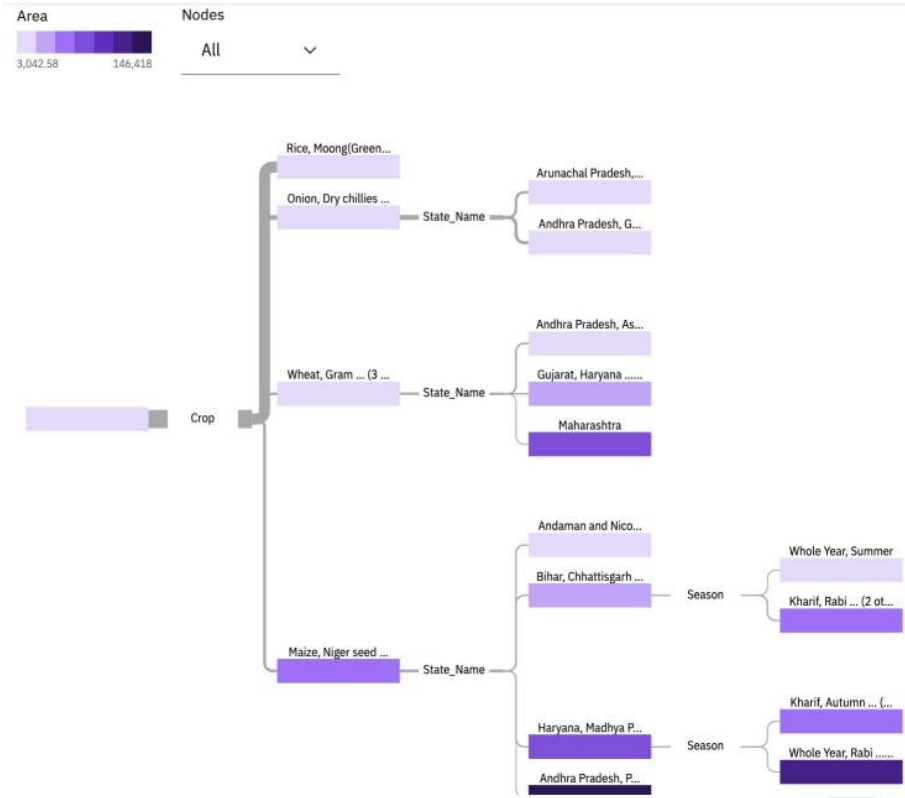 Area
Nodes
All
3,042.58
146,418
Rice, Moong(Green...
Onion, Dry chillies ...
State_Name
Arunachal Pradesh,...
Andhra Pradesh, G...
Wheat, Gram ... (3 ...
State_Name
Andhra Pradesh, As...
Gujarat, Haryana ......
Maharashtra
Crop
Maize, Niger seed ...
State_Name
Andaman and Nico...
Bihar, Chhattisgarh ...
Season
Whole Year, Summer
Kharif, Rabi ... (2 ot...
Haryana, Madhya P...
Season
Kharif, Autumn ... (...
Whole Year, Rabi ......
Andhra Pradesh, P...